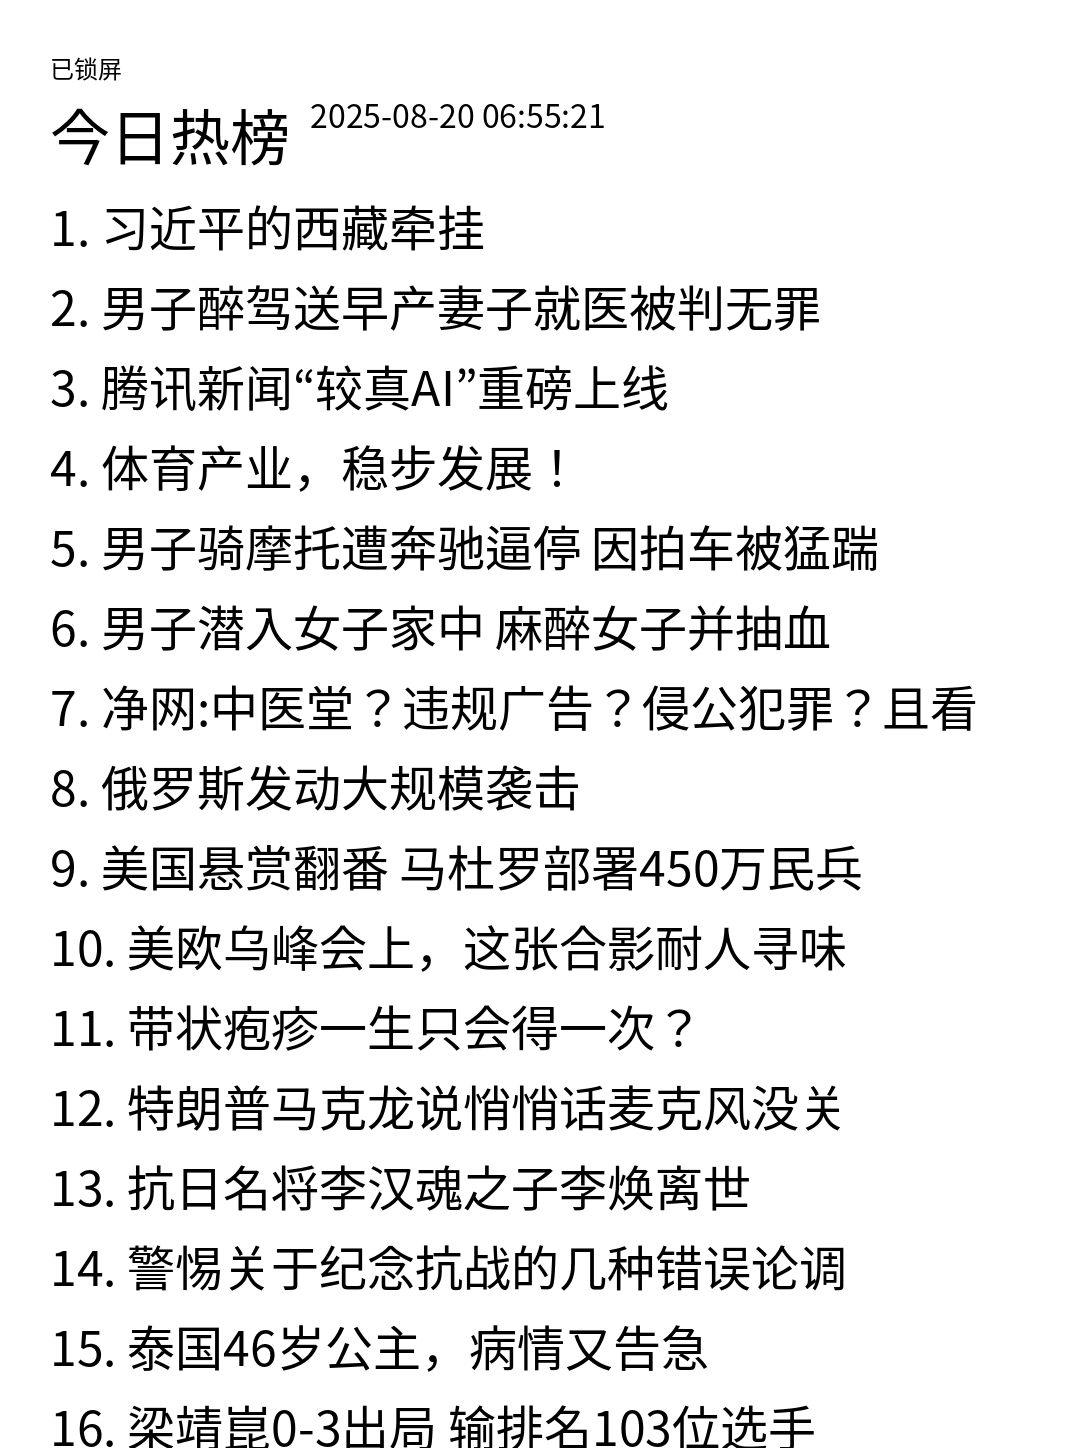 已锁屏
今日热榜 2025-08-20 06:55:21
1. 习近平的西藏牵挂
2. 男子醉驾送早产妻子就医被判无罪
3. 腾讯新闻“较真AI”重磅上线
4. 体育产业，稳步发展！
5. 男子骑摩托遭奔驰逼停 因拍车被猛踹
6. 男子潜入女子家中 麻醉女子并抽血
7. 净网:中医堂？违规广告？侵公犯罪？且看
8. 俄罗斯发动大规模袭击
9. 美国悬赏翻番 马杜罗部署450万民兵
10. 美欧乌峰会上，这张合影耐人寻味
11. 带状疱疹一生只会得一次？
12. 特朗普马克龙说悄悄话麦克风没关
13. 抗日名将李汉魂之子李焕离世
14. 警惕关于纪念抗战的几种错误论调
15. 泰国46岁公主，病情又告急
16. 梁靖崑0-3出局 输排名103位选手